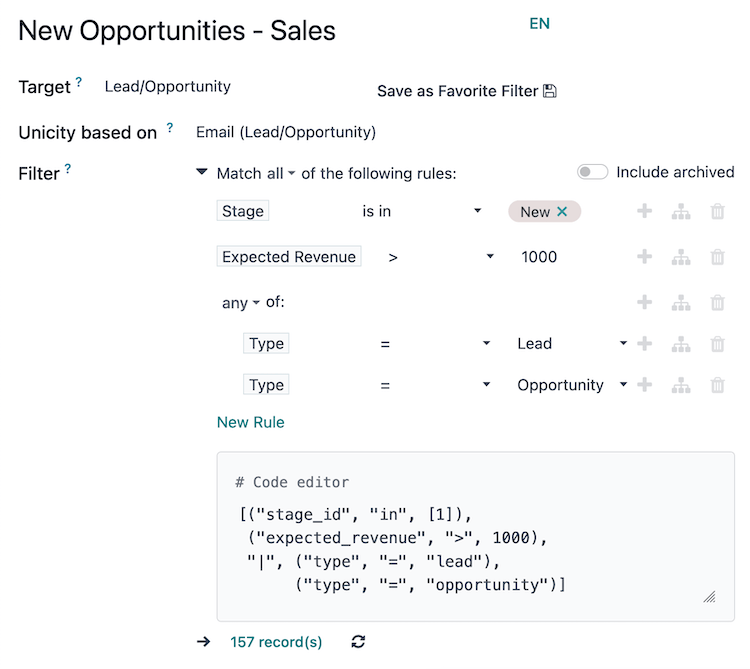 New Opportunities - Sales EN
Target ? Lead/Opportunity Save as Favorite Filter
Unicity based on ? Email (Lead/Opportunity)
Filter ? Match all of the following rules: Include archived
Stage is in New ×
Expected Revenue > 1000
any of:
Type = Lead
Type = Opportunity
New Rule
# Code editor
[("stage_id", "in", [1]),
("expected_revenue", ">", 1000),
"|", ("type", "=", "lead"),
("type", "=", "opportunity")]
157 record(s)